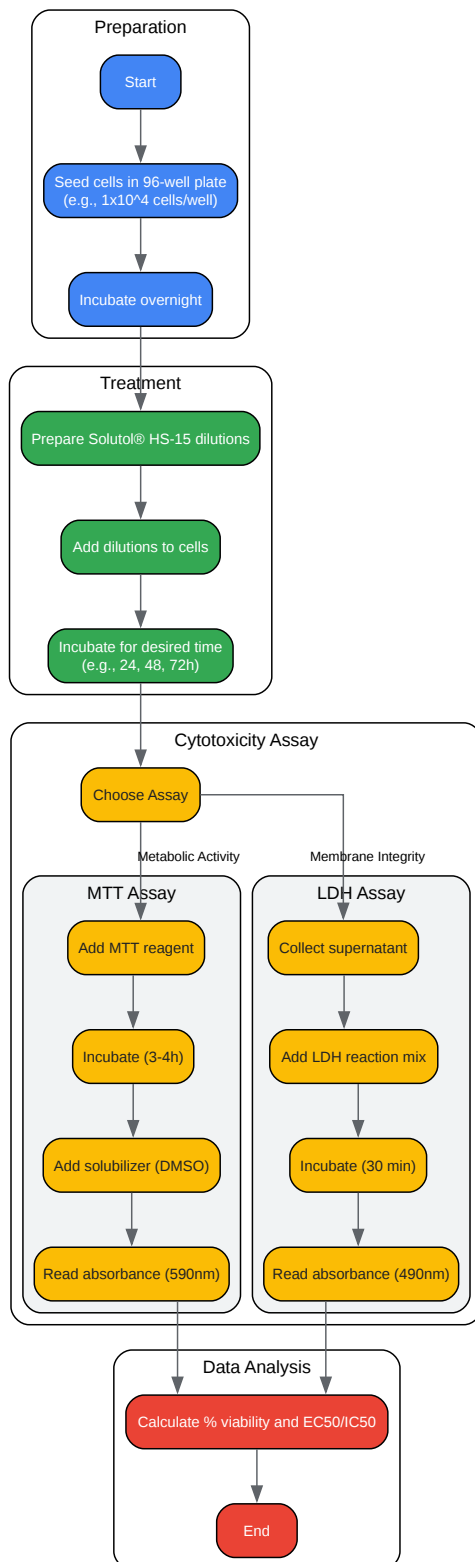 Preparation
Start
Seed cells in 96-well plate
(e.g., 1x10^4 cells/well)
Incubate overnight
Treatment
Prepare Solutol® HS-15 dilutions
Add dilutions to cells
Incubate for desired time
(e.g., 24, 48, 72h)
Cytotoxicity Assay
Choose Assay
Metabolic Activity
Membrane Integrity
MTT Assay
Add MTT reagent
Incubate (3-4h)
Add solubilizer (DMSO)
Read absorbance (590nm)
LDH Assay
Collect supernatant
Add LDH reaction mix
Incubate (30 min)
Read absorbance (490nm)
Data Analysis
Calculate % viability and EC50/IC50
End